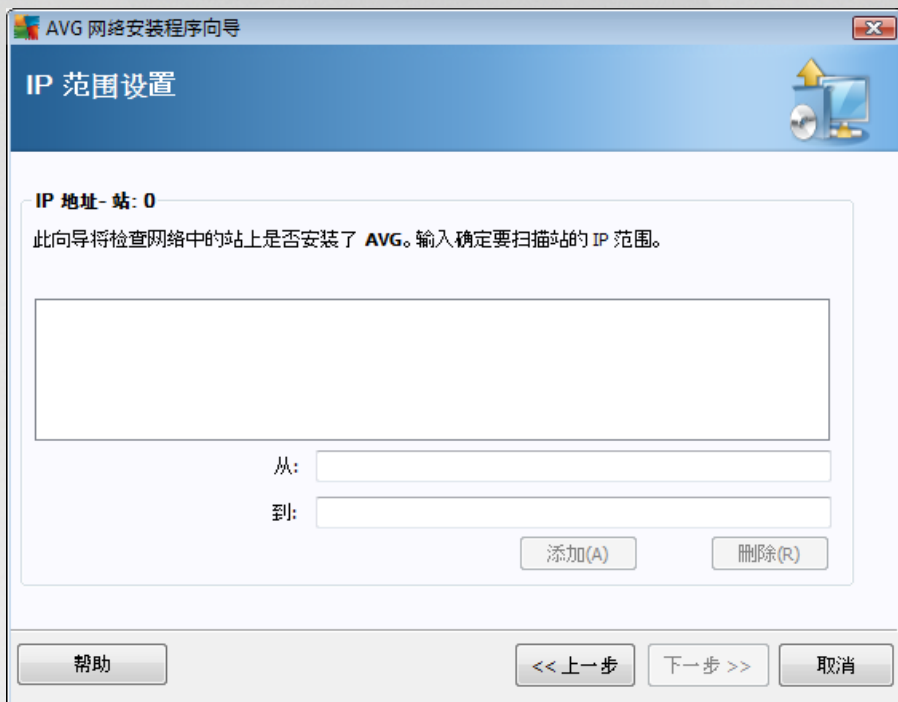 AVG 网络安装程序向导
IP 范围设置
IP 地址- 站: 0
此向导将检查网络中的站上是否安装了 AVG。输入确定要扫描站的 IP 范围。
从:
到:
添加(A) 删除(R)
帮助 << 上一步 下一步 >> 取消